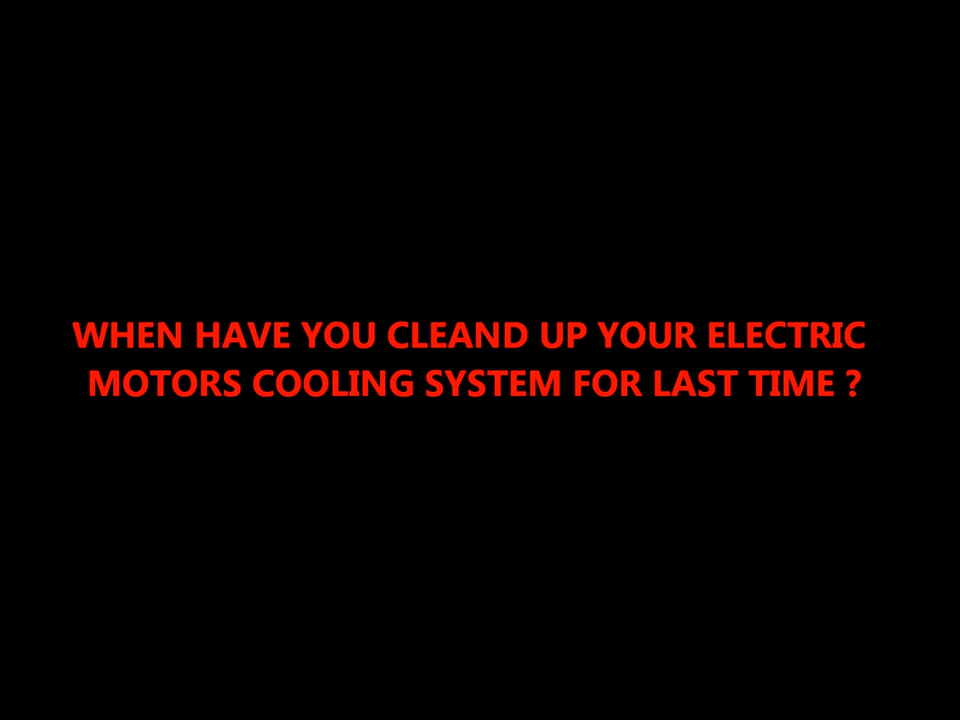 WHEN HAVE YOU CLEAND UP YOUR ELECTRIC
MOTORS COOLING SYSTEM FOR LAST TIME ?